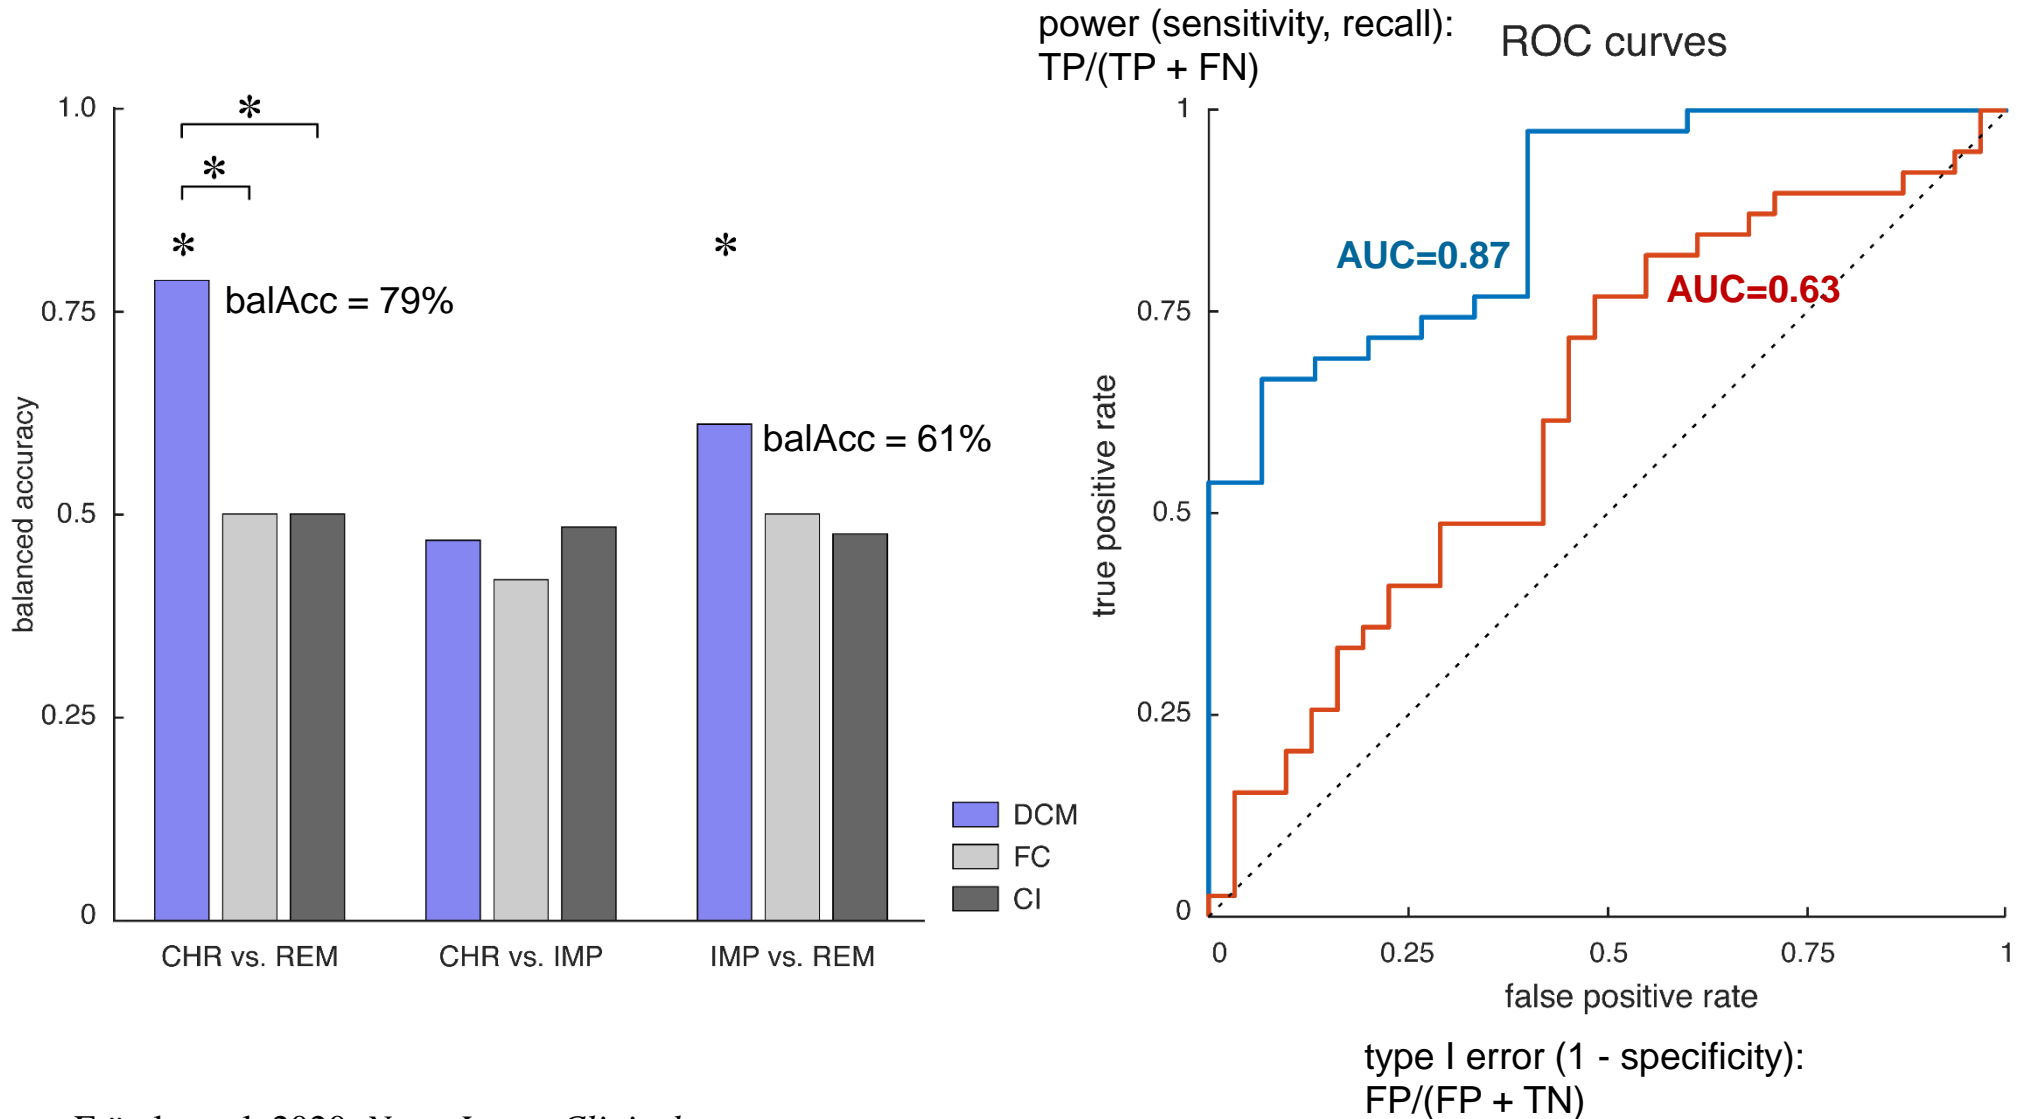 power (sensitivity, recall):
TP/(TP + FN)
ROC curves
1.0
0.75
0.5
0.25
0
balanced accuracy
*
*
*
*
balAcc = 79%
balAcc = 61%
CHR vs. REM
CHR vs. IMP
IMP vs. REM
DCM
FC
CI
1
0.75
0.5
0.25
0
true positive rate
AUC=0.87
AUC=0.63
0
0.25
0.5
0.75
1
false positive rate
type I error (1 - specificity):
FP/(FP + TN)